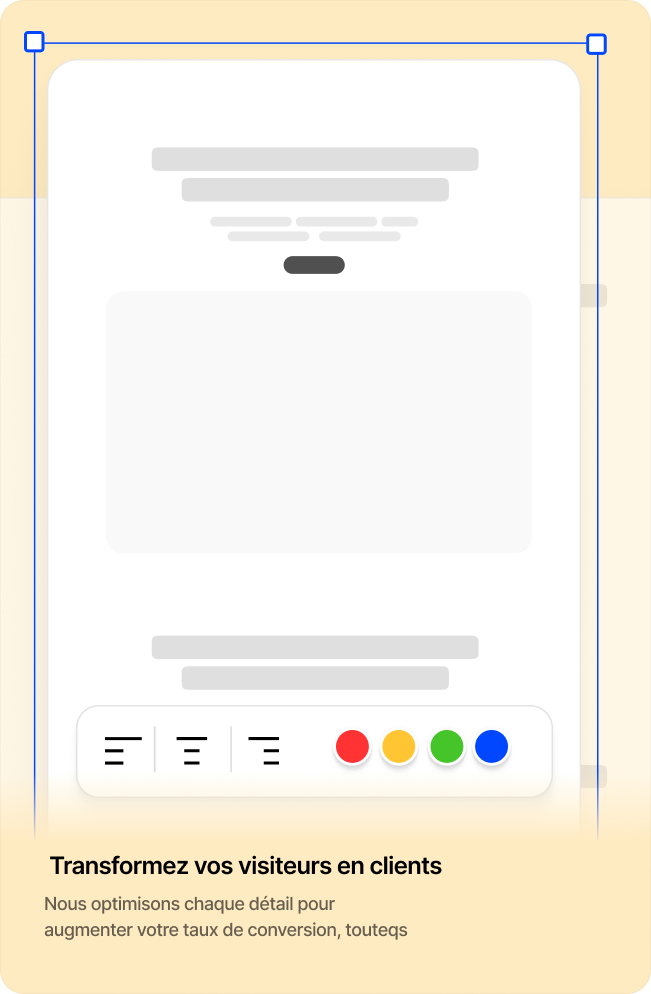 Transformez vos visiteurs en clients
Nous optimisons chaque détail pour
augmenter votre taux de conversion, touteqs